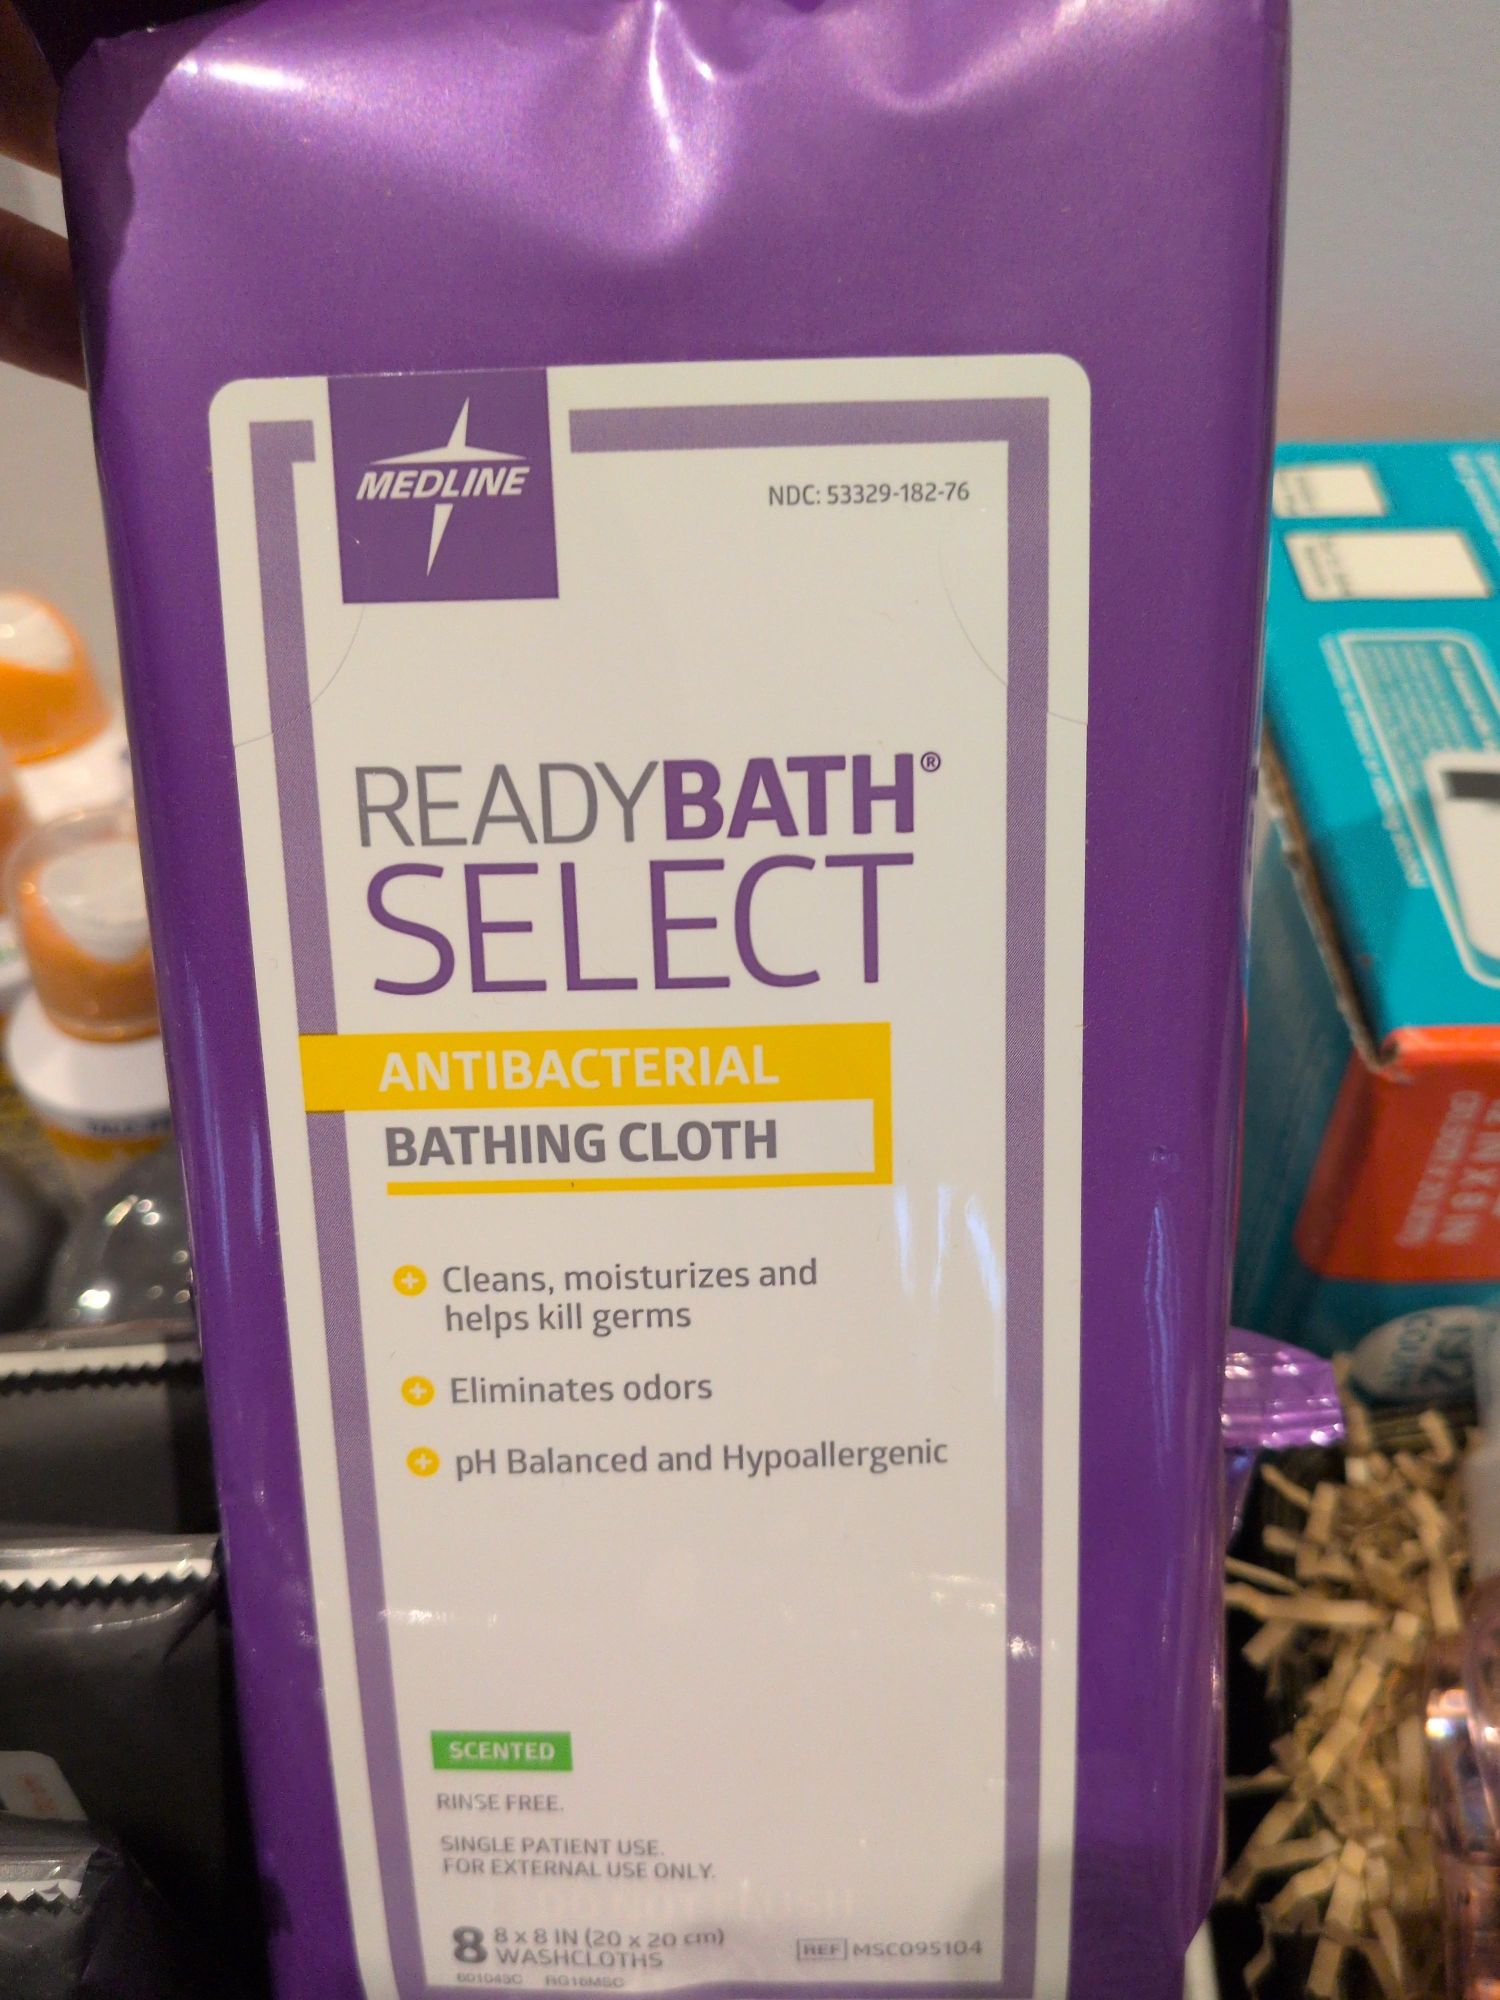 MEDLINE
NDC: 53329-182-76
READYBATH®
SELECT
ANTIBACTERIAL
BATHING CLOTH
Cleans, moisturizes and
helps kill germs
Eliminates odors
pH Balanced and Hypoallergenic
SCENTED
RINSE FREE.
SINGLE PATIENT USE.
FOR EXTERNAL USE ONLY.
8 8 x 8 IN (20 x 20 cm)
WASHCLOTHS
REF MSC095104
601043C RG16MSC